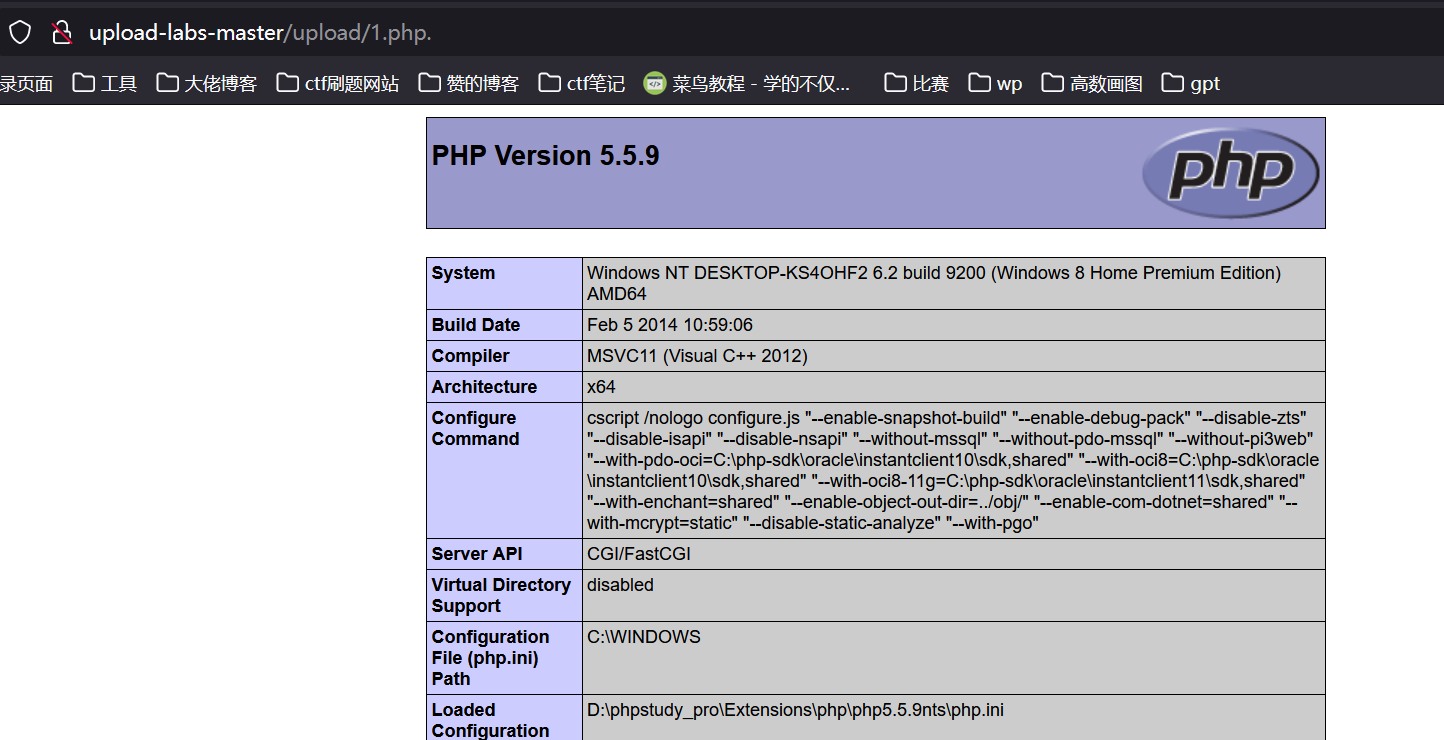 upload-labs-master/upload/1.php.
录页面 工具 大佬博客 ctf刷题网站 赞的博客 ctf笔记 菜鸟教程 - 学的不仅... 比赛 wp 高数画图 gpt
PHP Version 5.5.9
php
System Windows NT DESKTOP-KS4OHF2 6.2 build 9200 (Windows 8 Home Premium Edition)
AMD64
Build Date Feb 5 2014 10:59:06
Compiler MSVC11 (Visual C++ 2012)
Architecture x64
Configure cscript /nologo configure.js "--enable-snapshot-build" "--enable-debug-pack" "--disable-zts"
Command "--disable-isapi" "--disable-nsapi" "--without-mssql" "--without-pdo-mssql" "--without-pi3web"
"--with-pdo-oci=C:\php-sdk\oracle\instantclient10\sdk,shared" "--with-oci8=C:\php-sdk\oracle
\instantclient10\sdk,shared" "--with-oci8-11g=C:\php-sdk\oracle\instantclient11\sdk,shared"
"--with-enchant=shared" "--enable-object-out-dir=../obj/" "--enable-com-dotnet=shared" "--
with-mcrypt=static" "--disable-static-analyze" "--with-pgo"
Server API CGI/FastCGI
Virtual Directory disabled
Support
Configuration C:\WINDOWS
File (php.ini)
Path
Loaded D:\phpstudy_pro\Extensions\php\php5.5.9nts\php.ini
Configuration